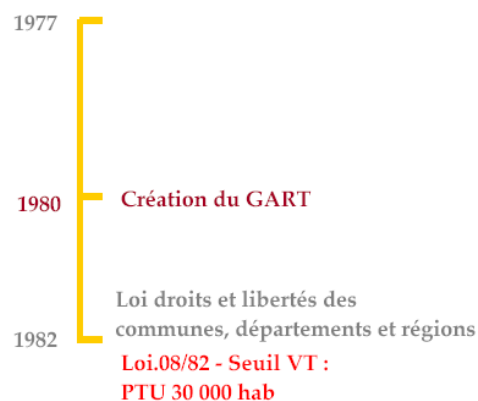 1977
1980 Création du GART
Loi droits et libertés des
1982 communes, départements et régions
Loi.08/82 - Seuil VT :
PTU 30 000 hab